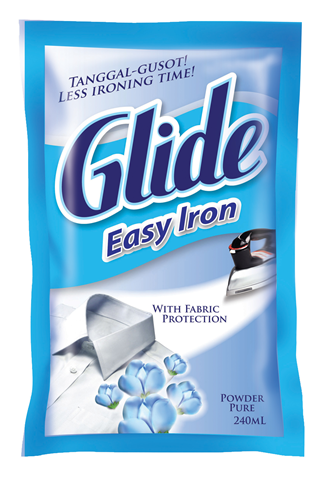 TANGGAL-GUSOT!
LESS IRONING TIME!
Glide
Easy Iron
WITH FABRIC
PROTECTION
POWDER
PURE
240ML